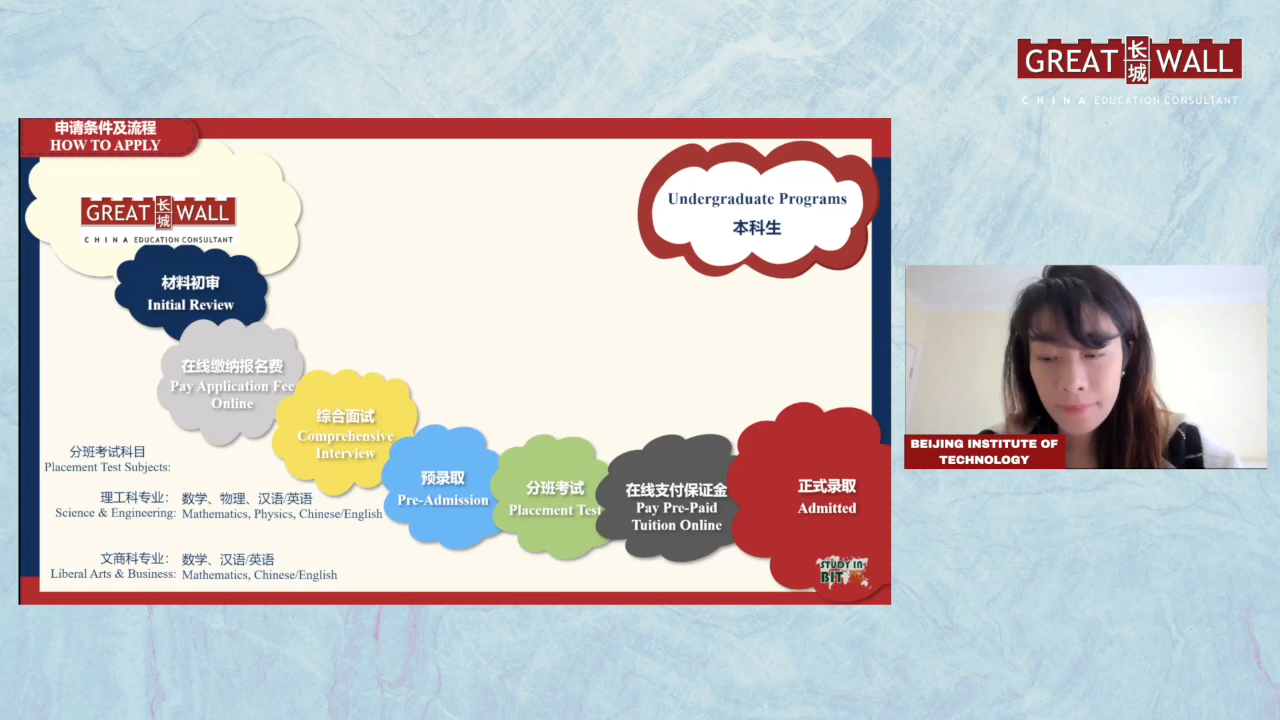 GREAT 长城 WALL
CHINA EDUCATION CONSULTANT
申请条件及流程
HOW TO APPLY
GREAT 长城 WALL
CHINA EDUCATION CONSULTANT
Undergraduate Programs
本科生
材料初审
Initial Review
在线缴纳报名费
Pay Application Fee
Online
综合面试
Comprehensive
Interview
预录取
Pre-Admission
分班考试
Placement Test
在线支付保证金
Pay Pre-Paid
Tuition Online
正式录取
Admitted
分班考试科目
Placement Test Subjects:
理工科专业： 数学、物理、汉语/英语
Science & Engineering: Mathematics, Physics, Chinese/English
文商科专业： 数学、汉语/英语
Liberal Arts & Business: Mathematics, Chinese/English
STUDY IN
BIT
BEIJING INSTITUTE OF
TECHNOLOGY